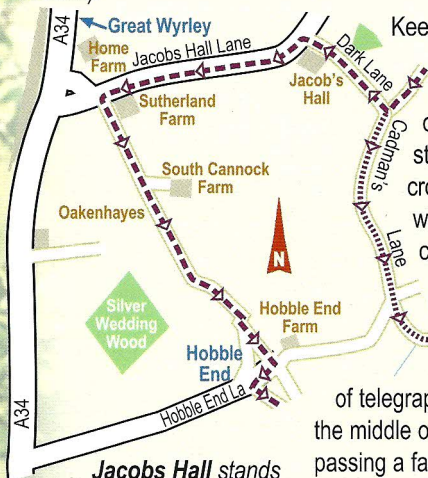 A34
Great Wyrley
Home
Farm
Jacobs Hall Lane
Dark Lane
Kee
Jacob's
Hall
Sutherland
Farm
Cadman's
Lane
st
cro
w
c
South Cannock
Farm
Oakenhayes
N
Silver
Wedding
Wood
Hobble End
Farm
Hobble
End
Hobble End La
A34
of telegrap
the middle o
passing a fa
Jacobs Hall stands